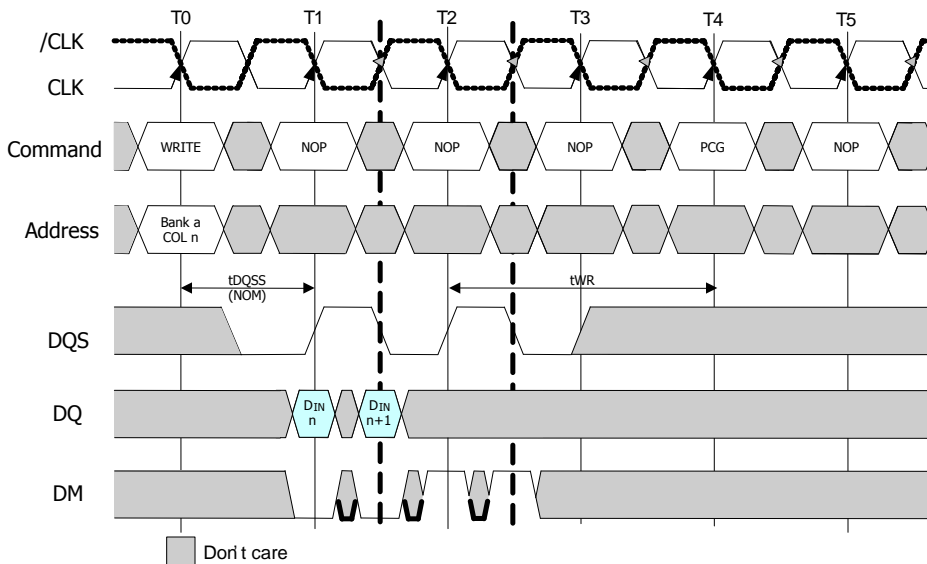 T0 T1 T2 T3 T4 T5
/CLK
CLK
Command WRITE NOP NOP NOP PCG NOP
Address Bank a
COL n
tDQSS
(NOM)
tWR
DQS
DQ DIN
n
DIN
n+1
DM
Don't care